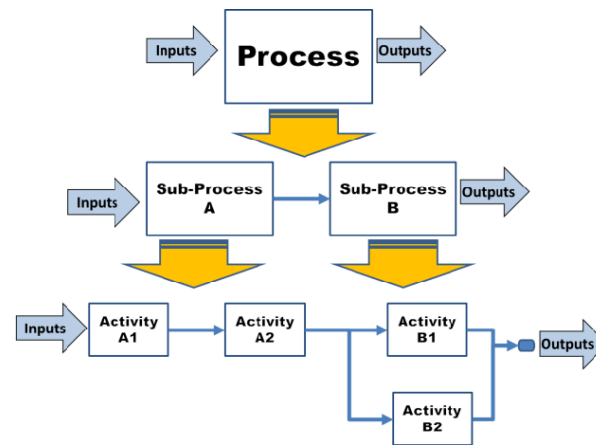 Inputs
Process
Outputs
Inputs
Sub-Process
A
Sub-Process
B
Outputs
Inputs
Activity
A1
Activity
A2
Activity
B1
Outputs
Activity
B2